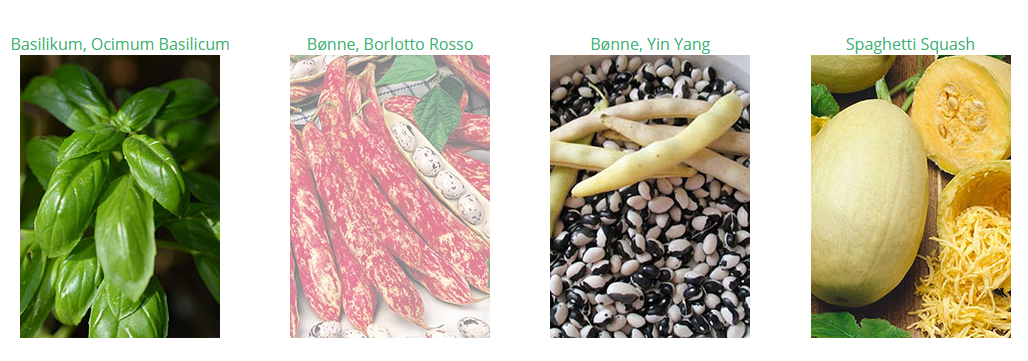 Basilikum, Ocimum Basilicum
Bønne, Borlotto Rosso
Bønne, Yin Yang
Spaghetti Squash